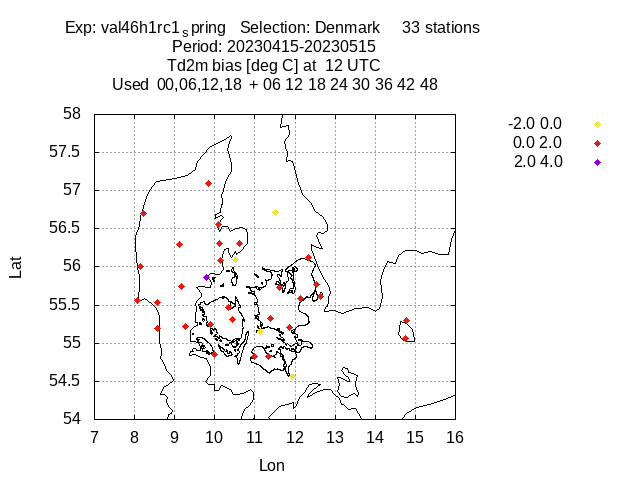 Exp: val46h1rc1spring Selection: Denmark 33 stations
Period: 20230415-20230515
Td2m bias [deg C] at 12 UTC
Used 00,06,12,18 + 06 12 18 24 30 36 42 48
-2.0 0.0
0.0 2.0
2.0 4.0
58
57.5
57
56.5
56
55.5
55
54.5
54
Lat
7 8 9 10 11 12 13 14 15 16
Lon